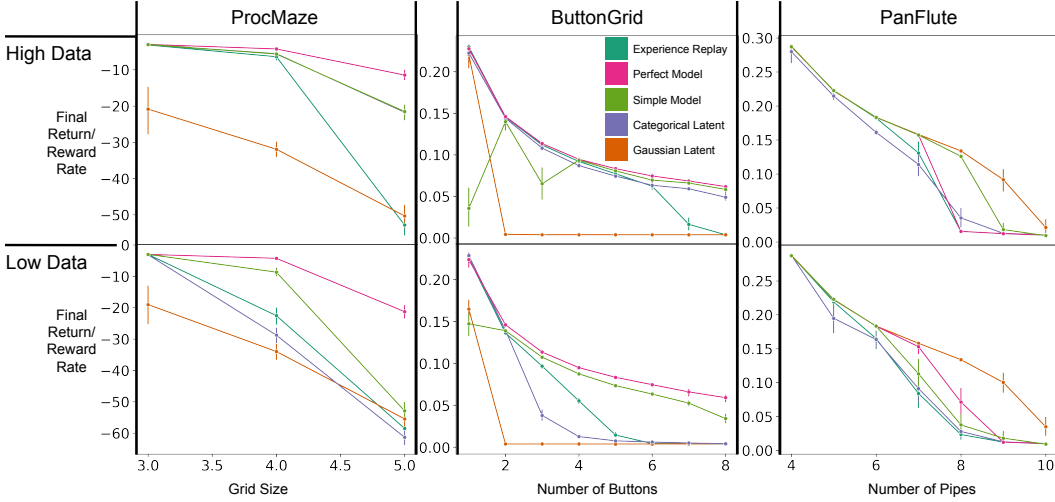 ProcMaze
ButtonGrid
PanFlute
High Data
Final
Return/
Reward
Rate
−10
−20
−30
−40
−50
0.20
0.15
0.10
0.05
0.00
Experience Replay
Perfect Model
Simple Model
Categorical Latent
Gaussian Latent
0.30
0.25
0.20
0.15
0.10
0.05
0.00
Low Data
Final
Return/
Reward
Rate
0
−10
−20
−30
−40
−50
−60
3.0 3.5 4.0 4.5 5.0
Grid Size
0.20
0.15
0.10
0.05
0.00
2 4 6 8
Number of Buttons
0.25
0.20
0.15
0.10
0.05
0.00
4 6 8 10
Number of Pipes